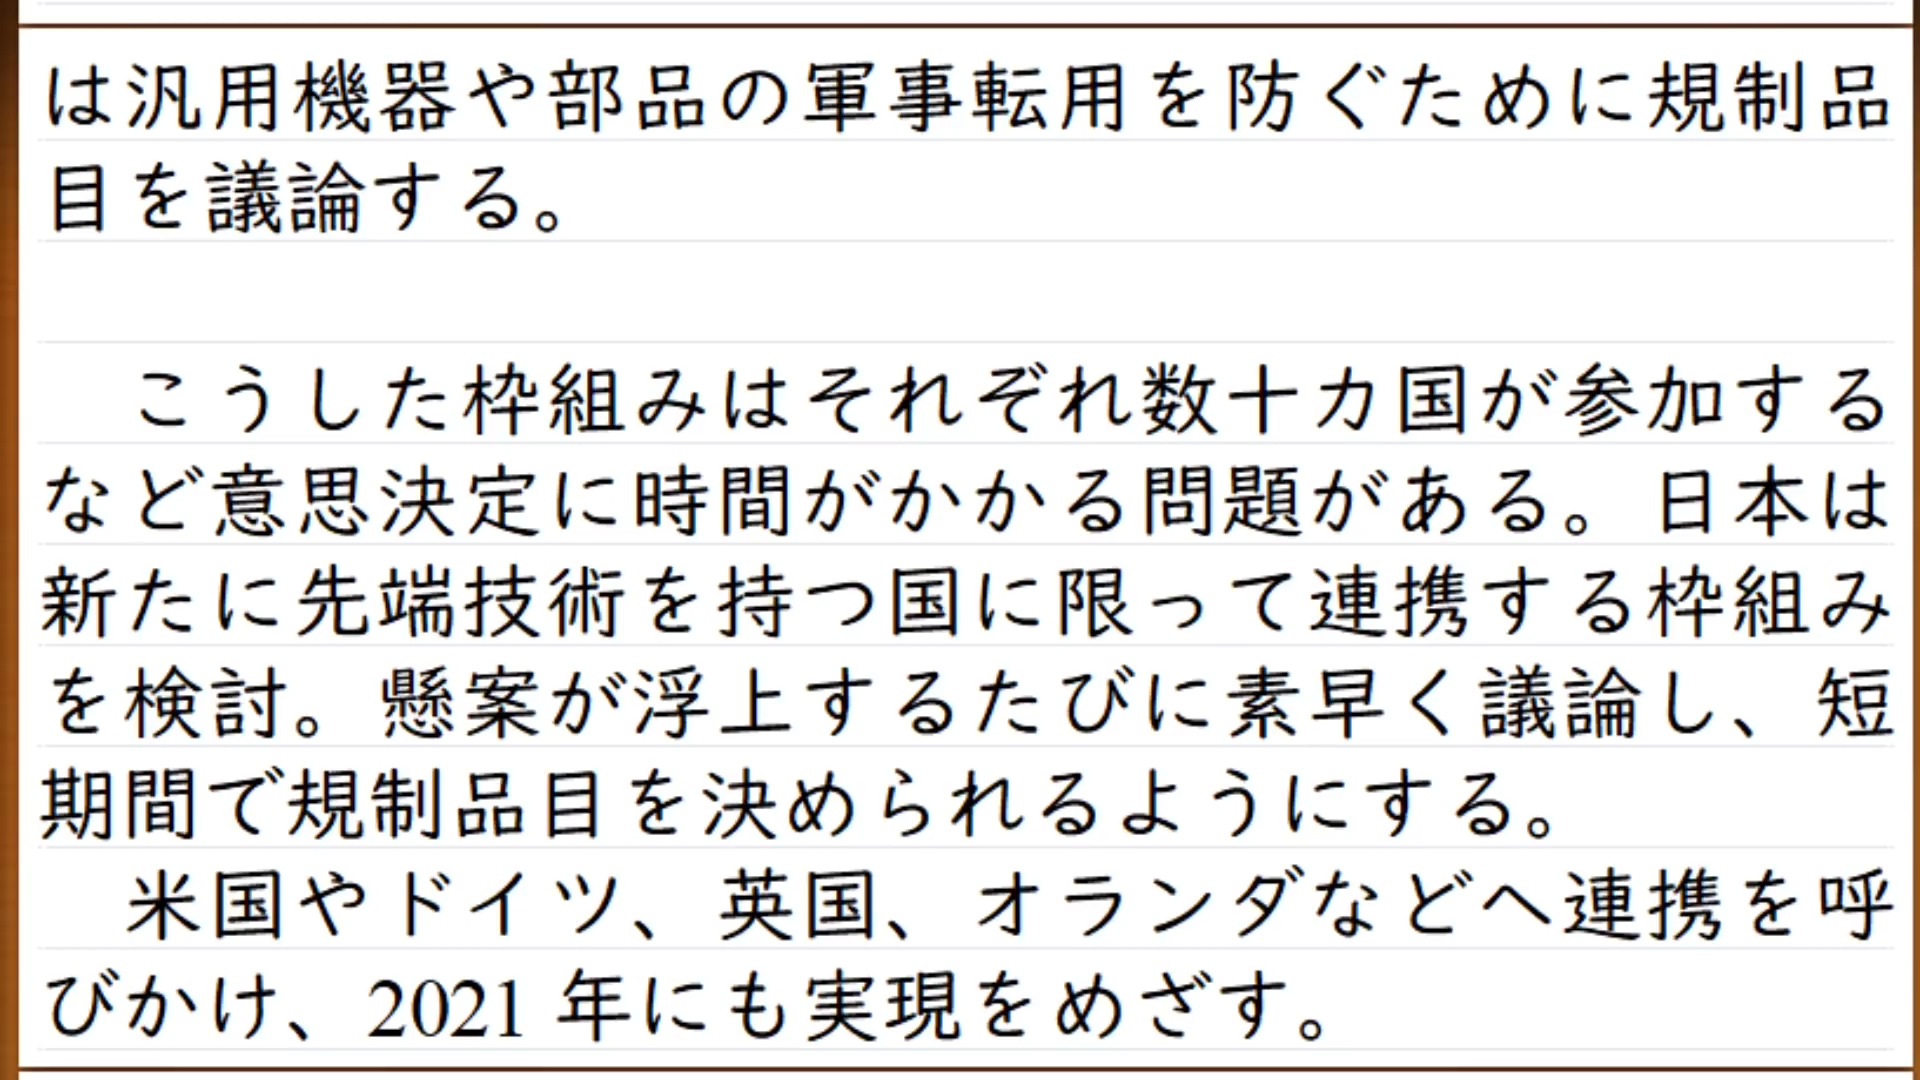 は汎用機器や部品の軍事転用を防ぐために規制品
目を議論する。
　こうした枠組みはそれぞれ数十カ国が参加する
など意思決定に時間がかかる問題がある。日本は
新たに先端技術を持つ国に限って連携する枠組み
を検討。懸案が浮上するたびに素早く議論し、短
期間で規制品目を決められるようにする。
　米国やドイツ、英国、オランダなどへ連携を呼
びかけ、2021 年にも実現をめざす。